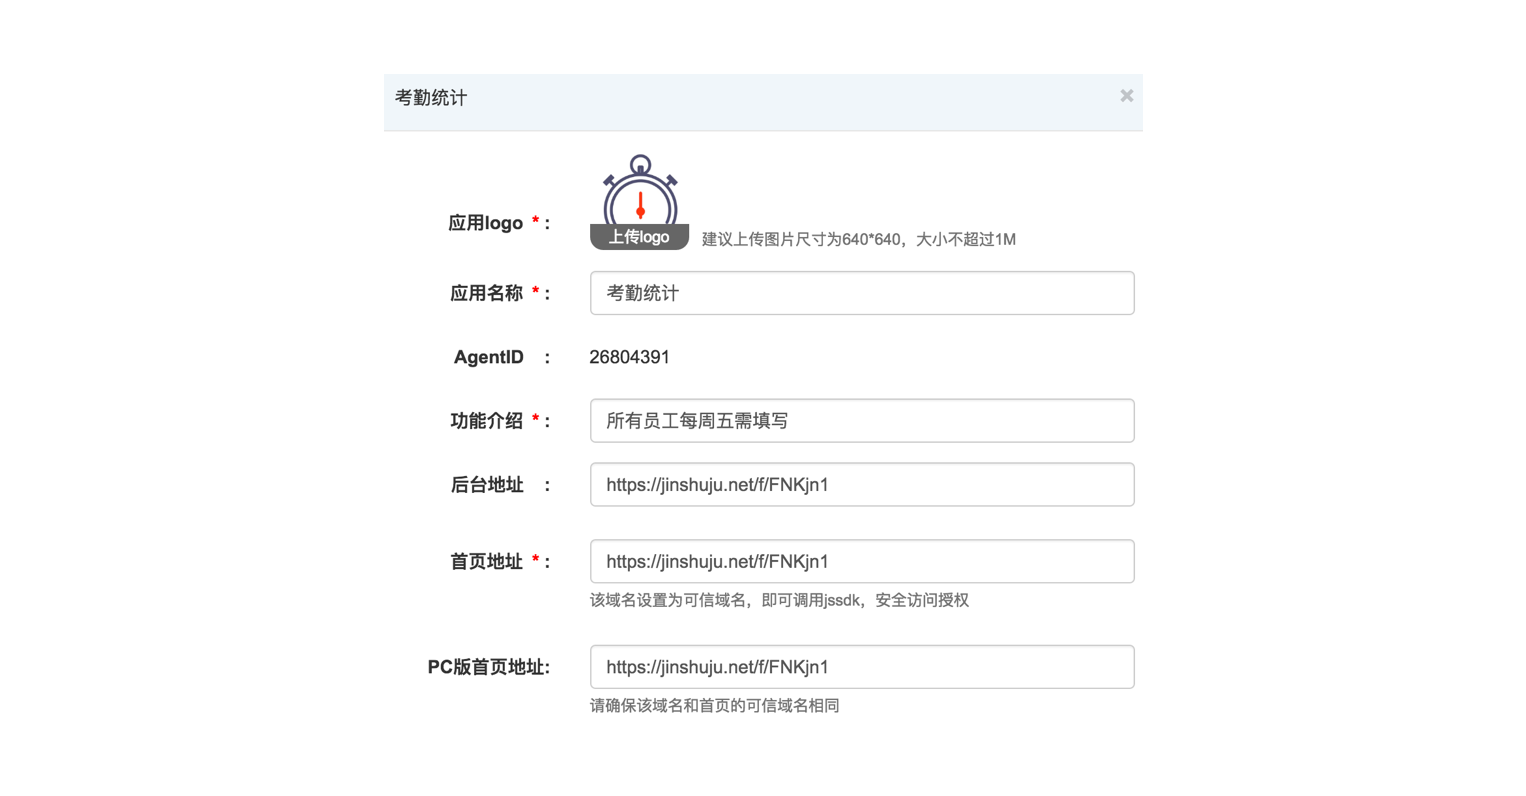 考勤统计
应用logo * :
上传logo
建议上传图片尺寸为640*640，大小不超过1M
应用名称 * : 考勤统计
AgentID : 26804391
功能介绍 * : 所有员工每周五需填写
后台地址 : https://jinshuju.net/f/FNKjn1
首页地址 * : https://jinshuju.net/f/FNKjn1
该域名设置为可信域名，即可调用jssdk，安全访问授权
PC版首页地址: https://jinshuju.net/f/FNKjn1
请确保该域名和首页的可信域名相同